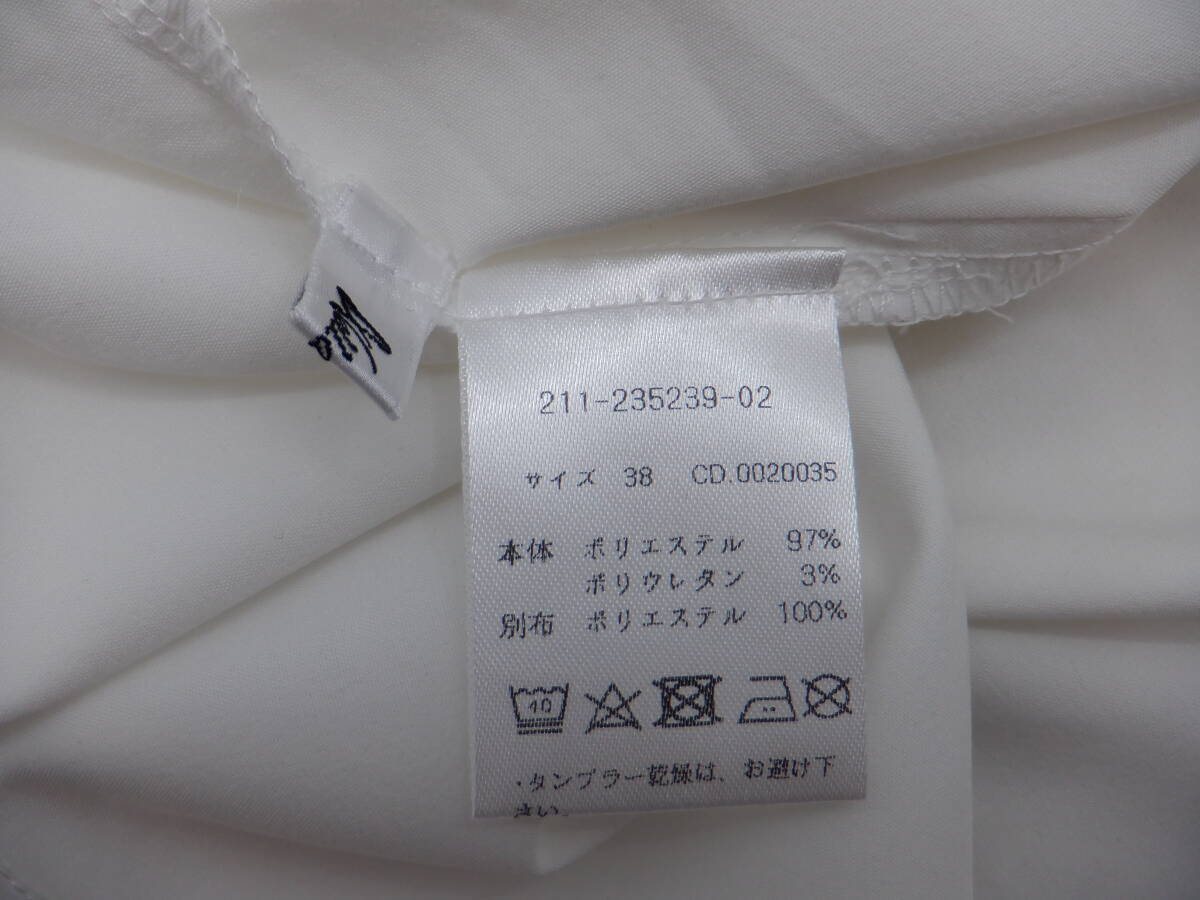 211-235239-02
サイズ 38 CD.0020035
本体 ポリエステル 97%
ポリウレタン 3%
別布 ポリエステル 100%
40
・タンブラー乾燥は、お避け下
さい。